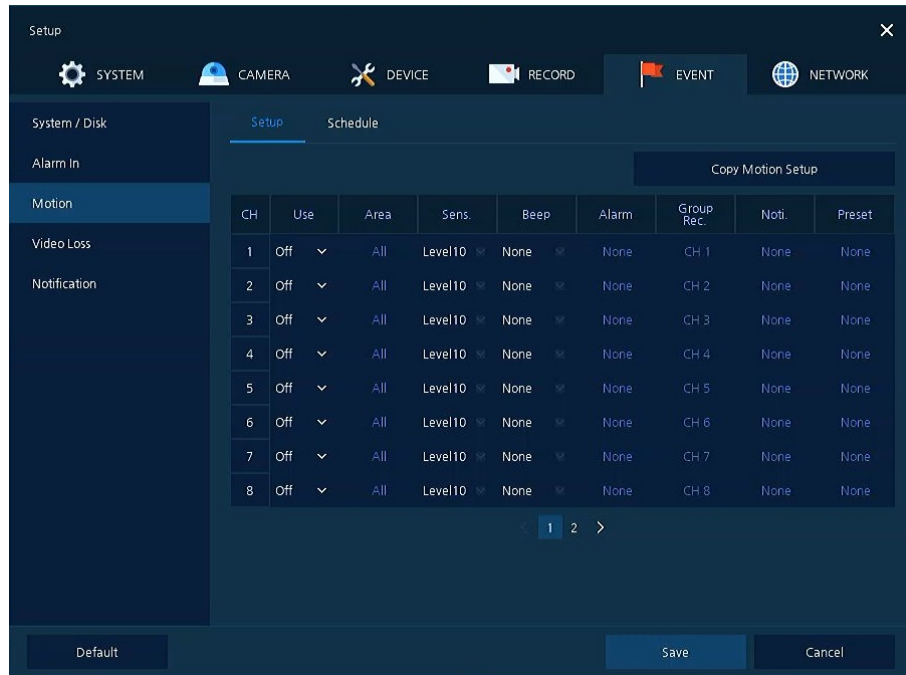 Setup
SYSTEM CAMERA DEVICE RECORD EVENT NETWORK
System / Disk
Alarm In
Motion
Video Loss
Notification
Setup Schedule
Copy Motion Setup
CH Use Area Sens. Beep Alarm Group Rec. Noti. Preset
1 Off All Level10 None None CH 1 None None
2 Off All Level10 None None CH 2 None None
3 Off All Level10 None None CH 3 None None
4 Off All Level10 None None CH 4 None None
5 Off All Level10 None None CH 5 None None
6 Off All Level10 None None CH 6 None None
7 Off All Level10 None None CH 7 None None
8 Off All Level10 None None CH 8 None None
< 1 2 >
Default Save Cancel